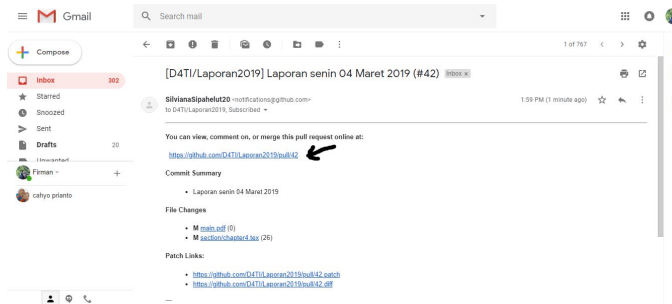 Gmail
Search mail
Compose
1 of 767
Inbox 302
Starred
Snoozed
Sent
Drafts 20
Unwanted
Firman
cahyo prianto
[D4TI/Laporan2019] Laporan senin 04 Maret 2019 (#42) Inbox x
SilvianaSipahelut20 <notifications@github.com> 1:59 PM (1 minute ago)
to D4TI/Laporan2019, Subscribed
You can view, comment on, or merge this pull request online at:
https://github.com/D4TI/Laporan2019/pull/42
Commit Summary
Laporan senin 04 Maret 2019
File Changes
M main.pdf (0)
M section/chapter4.tex (26)
Patch Links:
https://github.com/D4TI/Laporan2019/pull/42.patch
https://github.com/D4TI/Laporan2019/pull/42.diff